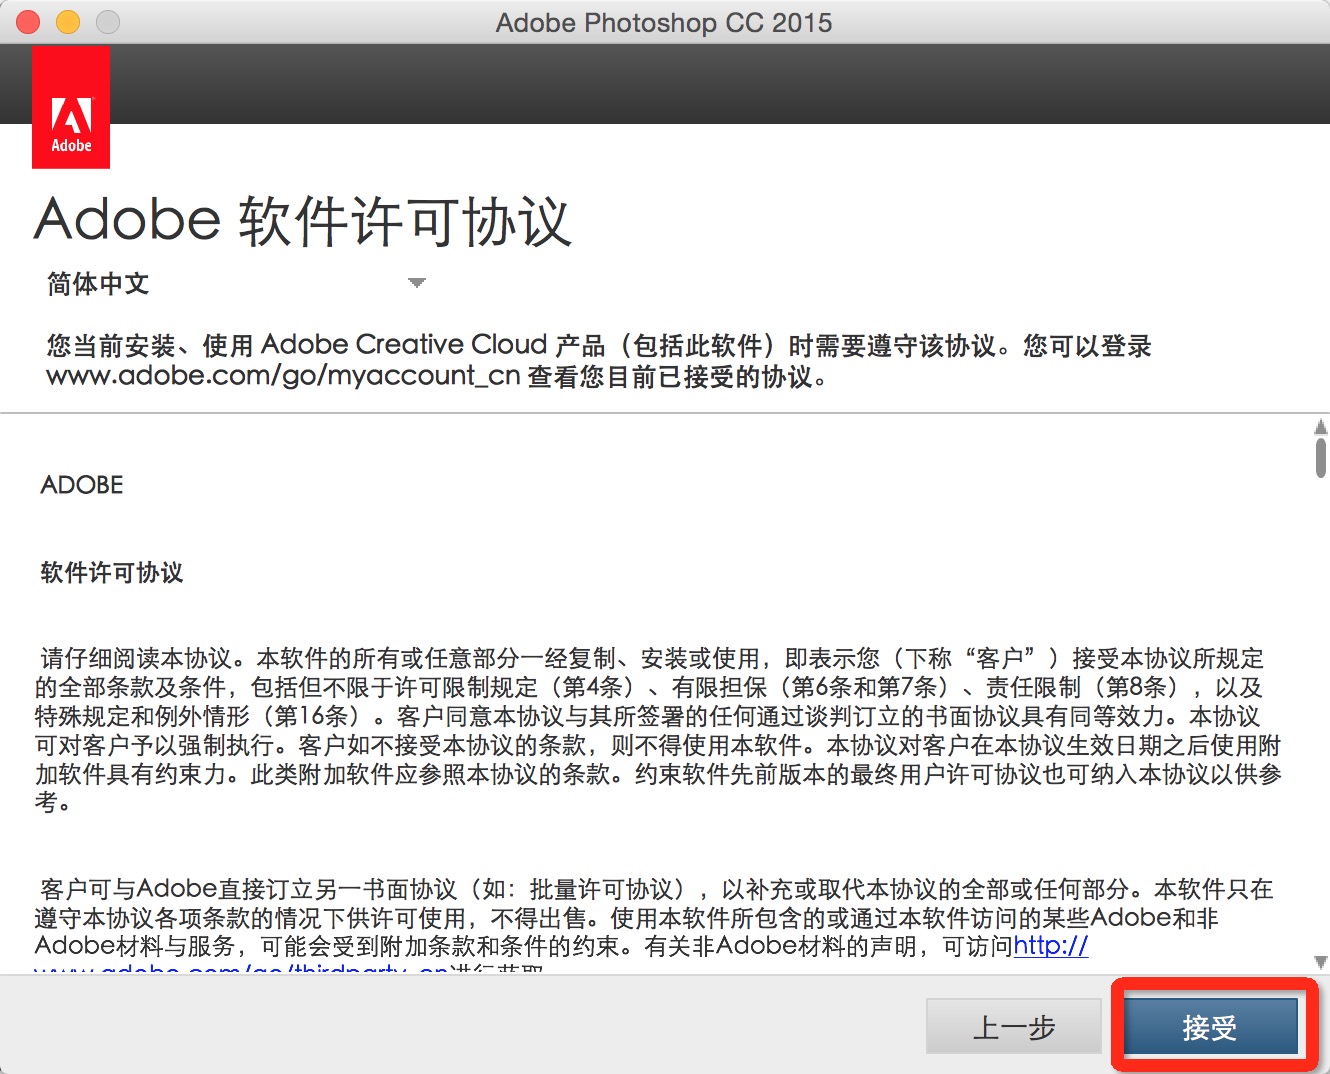 Adobe Photoshop CC 2015
Adobe
Adobe 软件许可协议
简体中文
您当前安装、使用 Adobe Creative Cloud 产品（包括此软件）时需要遵守该协议。您可以登录
www.adobe.com/go/myaccount_cn 查看您目前已接受的协议。
ADOBE
软件许可协议
请仔细阅读本协议。本软件的所有或任意部分一经复制、安装或使用，即表示您（下称“客户”）接受本协议所规定
的全部条款及条件，包括但不限于许可限制规定（第4条）、有限担保（第6条和第7条）、责任限制（第8条），以及
特殊规定和例外情形（第16条）。客户同意本协议与其所签署的任何通过谈判订立的书面协议具有同等效力。本协议
可对客户予以强制执行。客户如不接受本协议的条款，则不得使用本软件。本协议对客户在本协议生效日期之后使用附
加软件具有约束力。此类附加软件应参照本协议的条款。约束软件先前版本的最终用户许可协议也可纳入本协议以供参
考。
客户可与Adobe直接订立另一书面协议（如：批量许可协议），以补充或取代本协议的全部或任何部分。本软件只在
遵守本协议各项条款的情况下供许可使用，不得出售。使用本软件所包含的或通过本软件访问的某些Adobe和非
Adobe材料与服务，可能会受到附加条款和条件的约束。有关非Adobe材料的声明，可访问http://
www.adobe.com/go/thirdparty_cn进行获取
上一步
接受